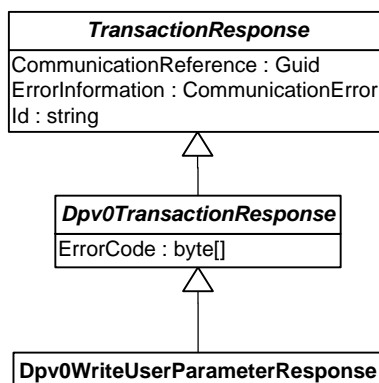 TransactionResponse
CommunicationReference : Guid
ErrorInformation : CommunicationError
Id : string
Dpv0TransactionResponse
ErrorCode : byte[]
Dpv0WriteUserParameterResponse